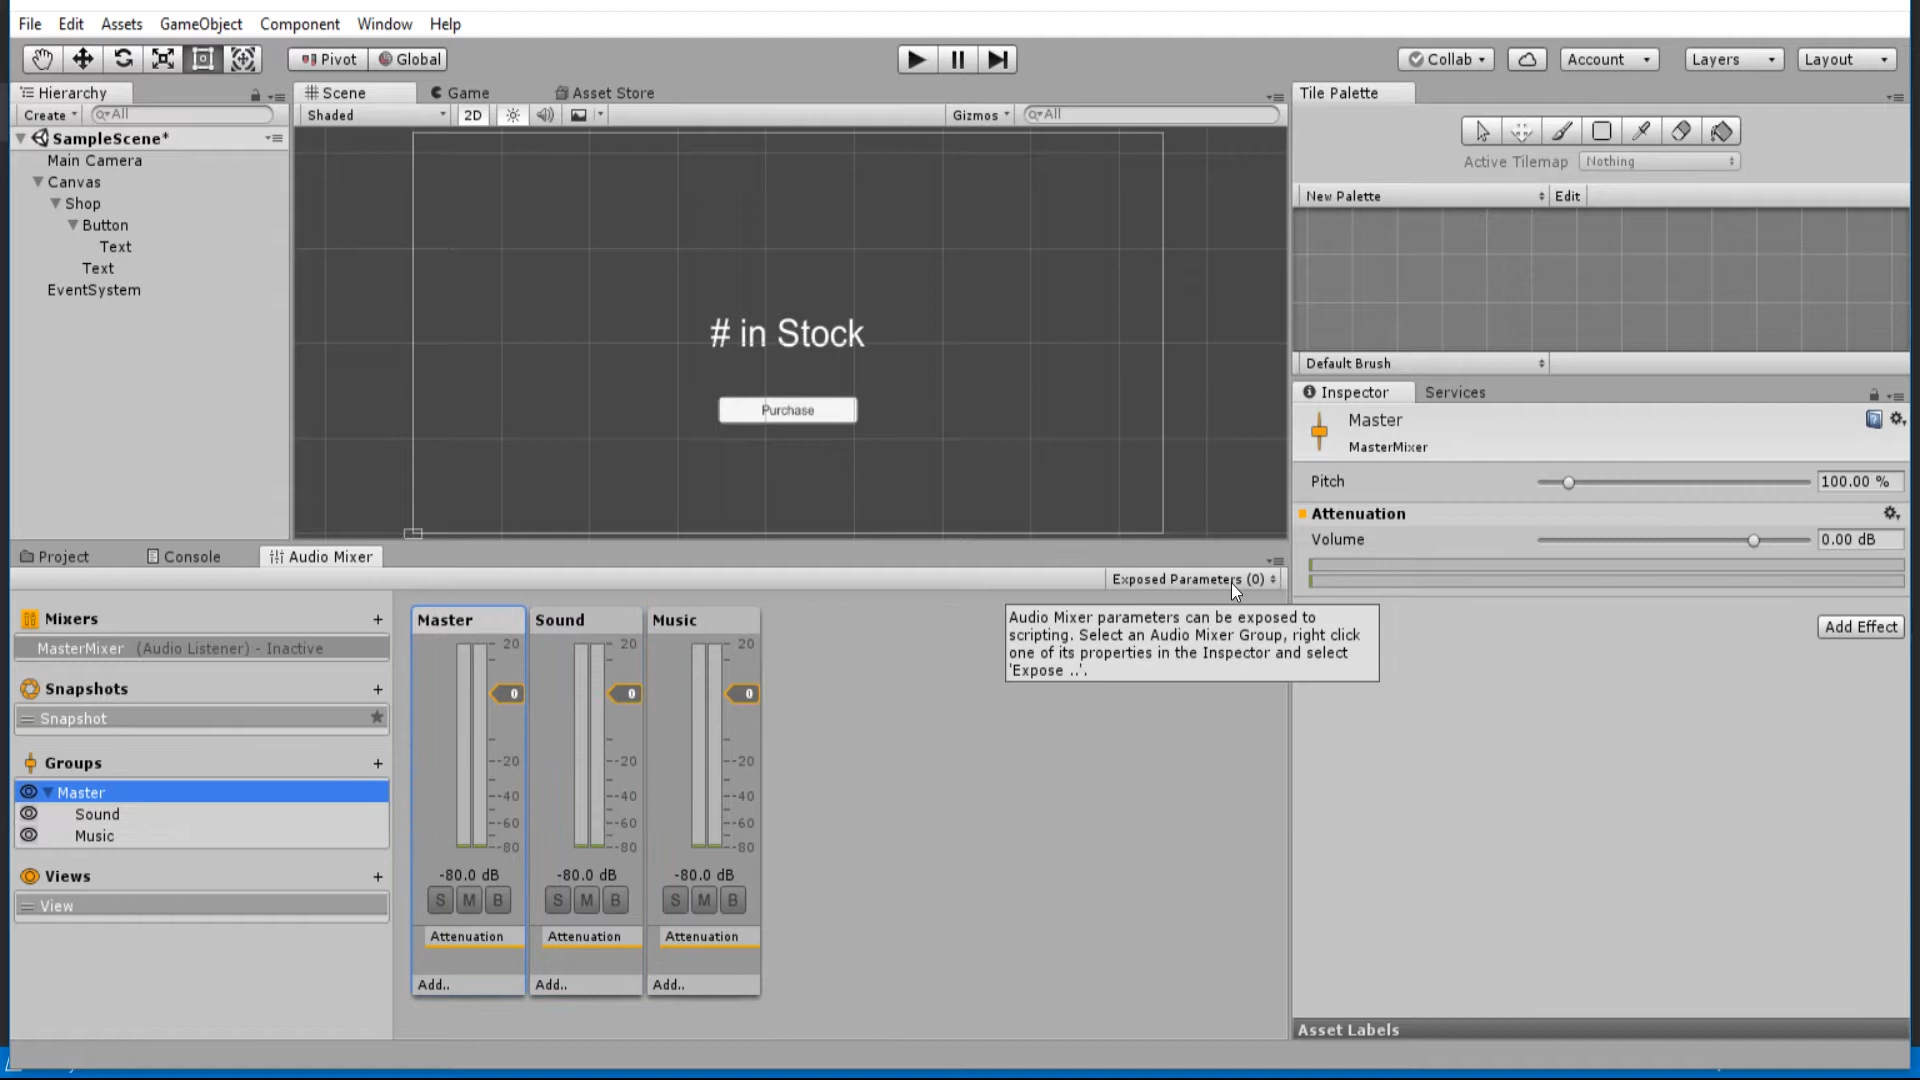 File Edit Assets GameObject Component Window Help
Pivot Global Collab Account Layers Layout
Hierarchy
Create All
SampleScene*
Main Camera
Canvas
Shop
Button
Text
Text
EventSystem
Scene Game Asset Store
Shaded 2D Gizmos All
# in Stock
Purchase
Tile Palette
Active Tilemap Nothing
New Palette Edit
Default Brush
Inspector Services
Master
MasterMixer
Pitch 100.00 %
Attenuation
Volume 0.00 dB
Add Effect
Asset Labels
Project Console Audio Mixer
Exposed Parameters (0)
Audio Mixer parameters can be exposed to
scripting. Select an Audio Mixer Group, right click
one of its properties in the Inspector and select
'Expose ..'.
Mixers +
MasterMixer (Audio Listener) - Inactive
Snapshots +
Snapshot
Groups +
Master
Sound
Music
Views +
View
Master Sound Music
20 20 20
0 0 0
-20 -20 -20
-40 -40 -40
-60 -60 -60
-80 -80 -80
-80.0 dB -80.0 dB -80.0 dB
S M B S M B S M B
Attenuation Attenuation Attenuation
Add.. Add.. Add..